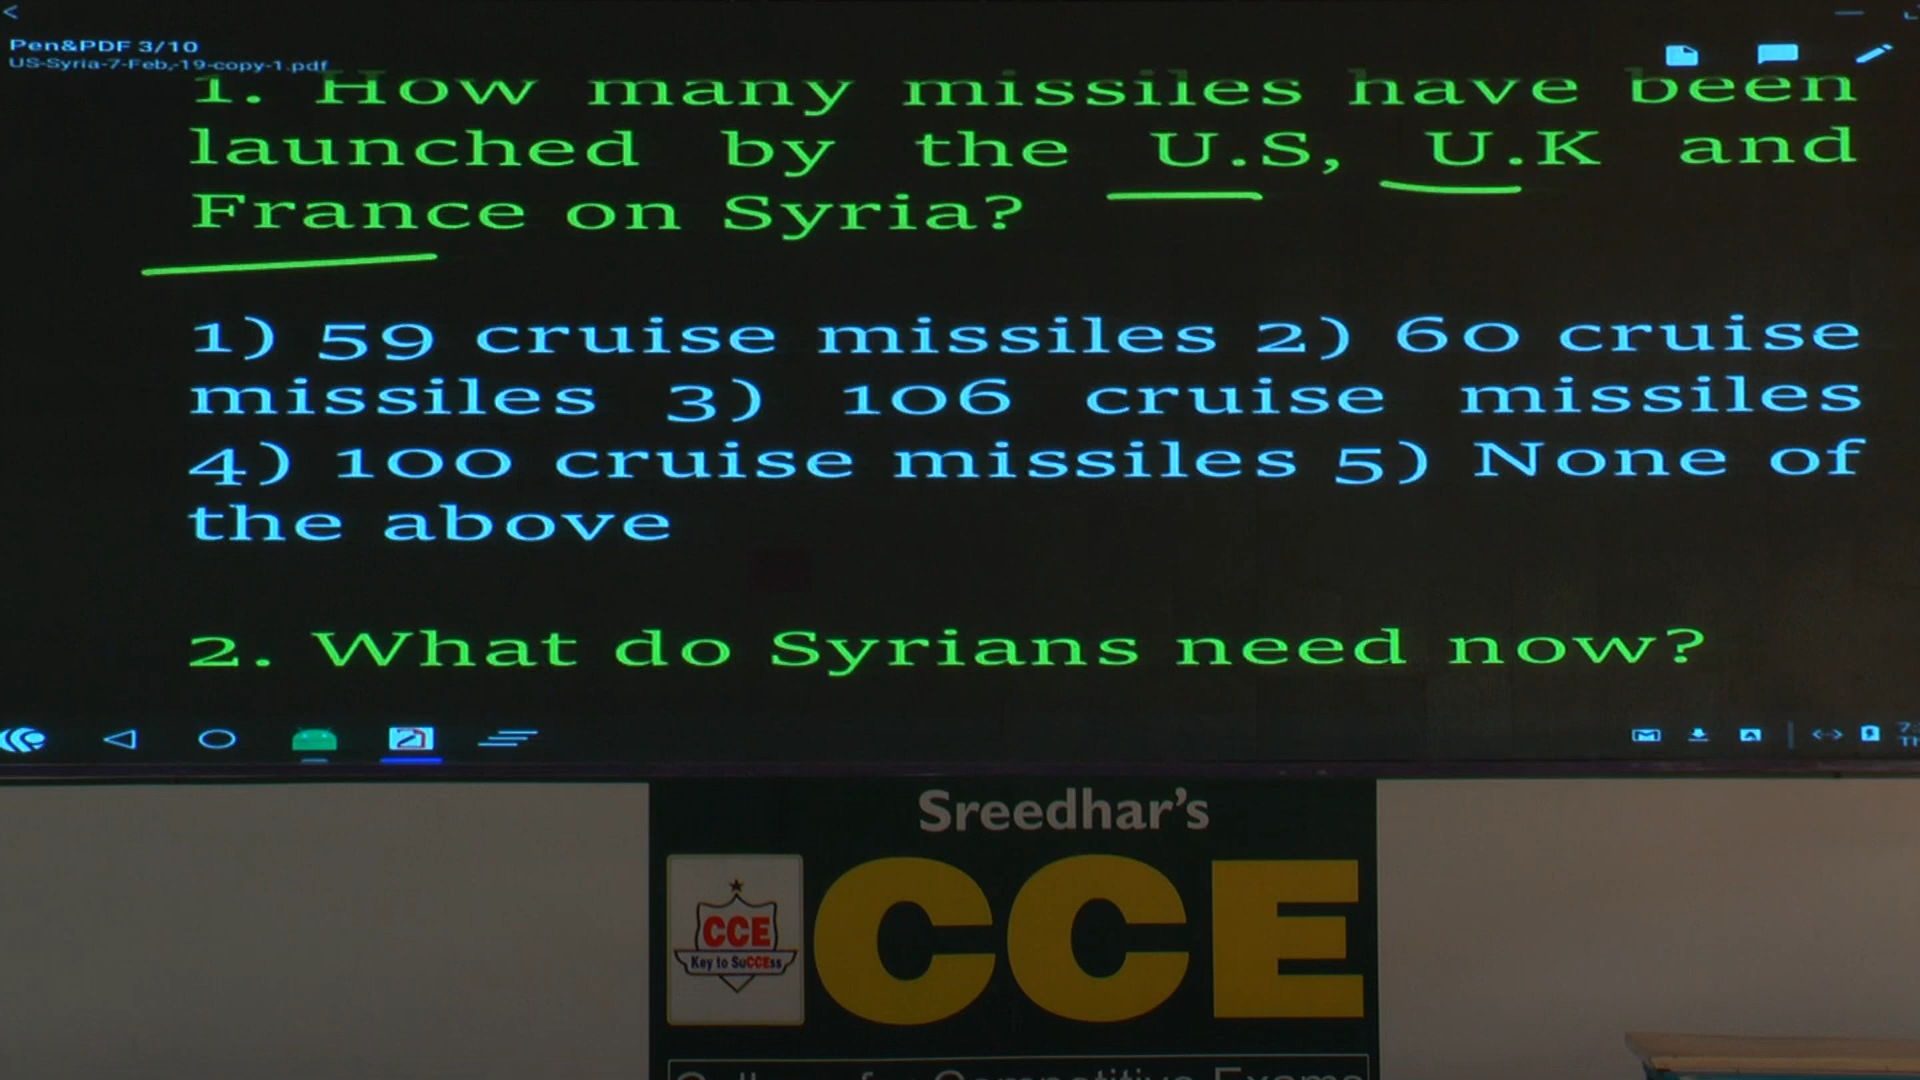 <
Pen&PDF 3/10
US-Syria-7-Feb,-19-copy-1.pdf
1. How many missiles have been
launched by the U.S, U.K and
France on Syria?
1) 59 cruise missiles 2) 60 cruise
missiles 3) 106 cruise missiles
4) 100 cruise missiles 5) None of
the above
2. What do Syrians need now?
Sreedhar's
CCE
CCE
Key to SuCCEss
Competitive Exams